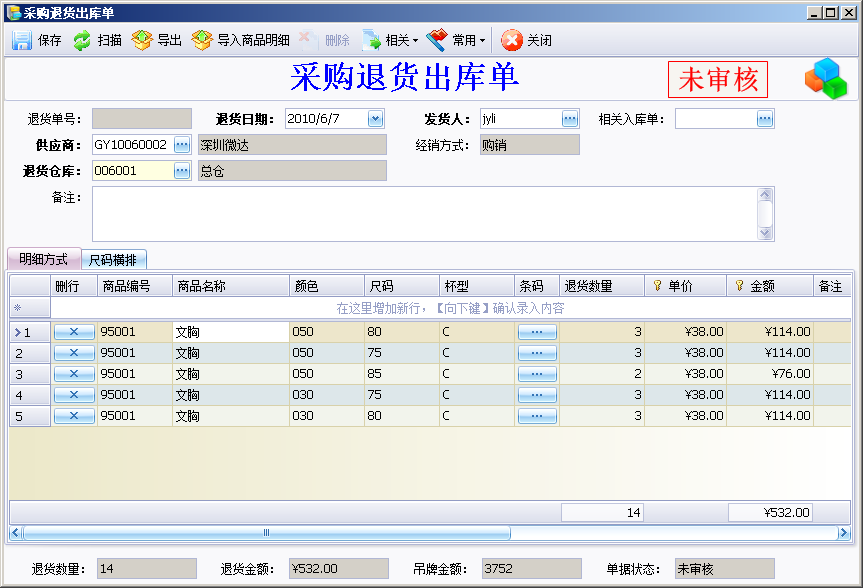 采购退货出库单
保存 扫描 导出 导入商品明细 删除 相关 常用 关闭
采购退货出库单 未审核
退货单号: 退货日期: 2010/6/7 发货人: jyli 相关入库单:
供应商: GY10060002 深圳微达 经销方式: 购销
退货仓库: 006001 总仓
备注:
明细方式 尺码横排
删行 商品编号 商品名称 颜色 尺码 杯型 条码 退货数量 单价 金额 备注
在这里增加新行，【向下键】确认录入内容
1 95001 文胸 050 80 C 3 ¥38.00 ¥114.00
2 95001 文胸 050 75 C 3 ¥38.00 ¥114.00
3 95001 文胸 050 85 C 2 ¥38.00 ¥76.00
4 95001 文胸 030 75 C 3 ¥38.00 ¥114.00
5 95001 文胸 030 80 C 3 ¥38.00 ¥114.00
14 ¥532.00
退货数量: 14 退货金额: ¥532.00 吊牌金额: 3752 单据状态: 未审核